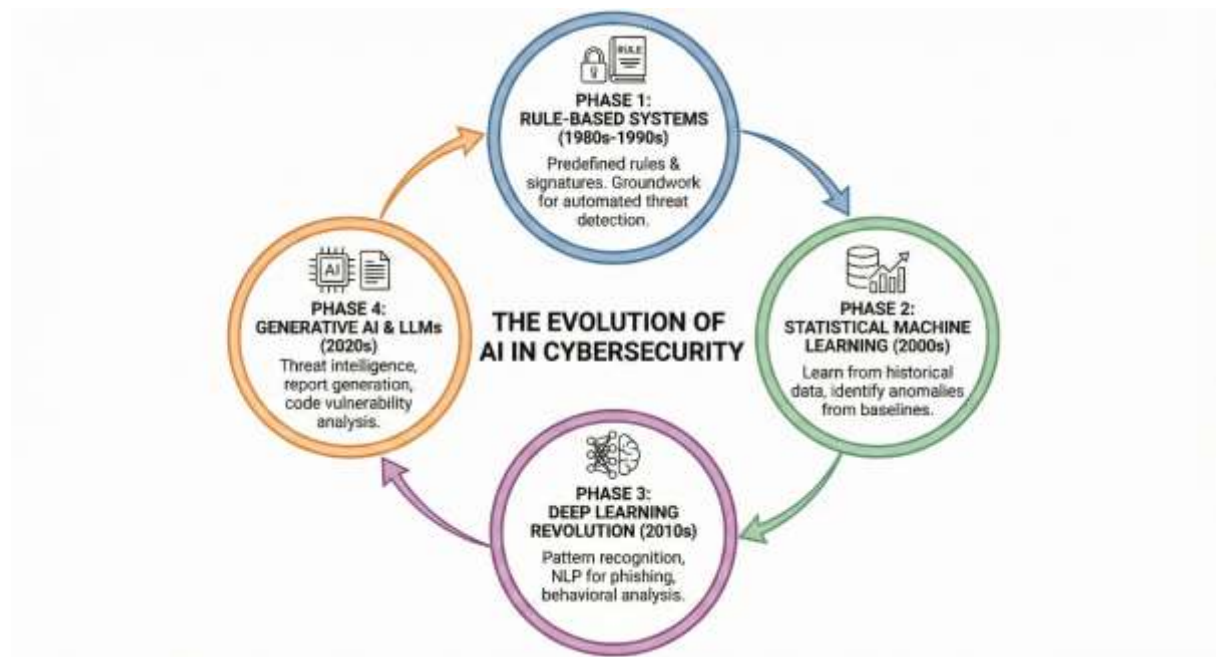 RULE
PHASE 1:
RULE-BASED SYSTEMS
(1980s-1990s)
Predefined rules &
signatures. Groundwork
for automated threat
detection.
PHASE 2:
STATISTICAL MACHINE
LEARNING (2000s)
Learn from historical
data, identify anomalies
from baselines.
PHASE 3:
DEEP LEARNING
REVOLUTION (2010s)
Pattern recognition,
NLP for phishing,
behavioral analysis.
AI
PHASE 4:
GENERATIVE AI & LLMs
(2020s)
Threat intelligence,
report generation,
code vulnerability
analysis.
THE EVOLUTION OF
AI IN CYBERSECURITY